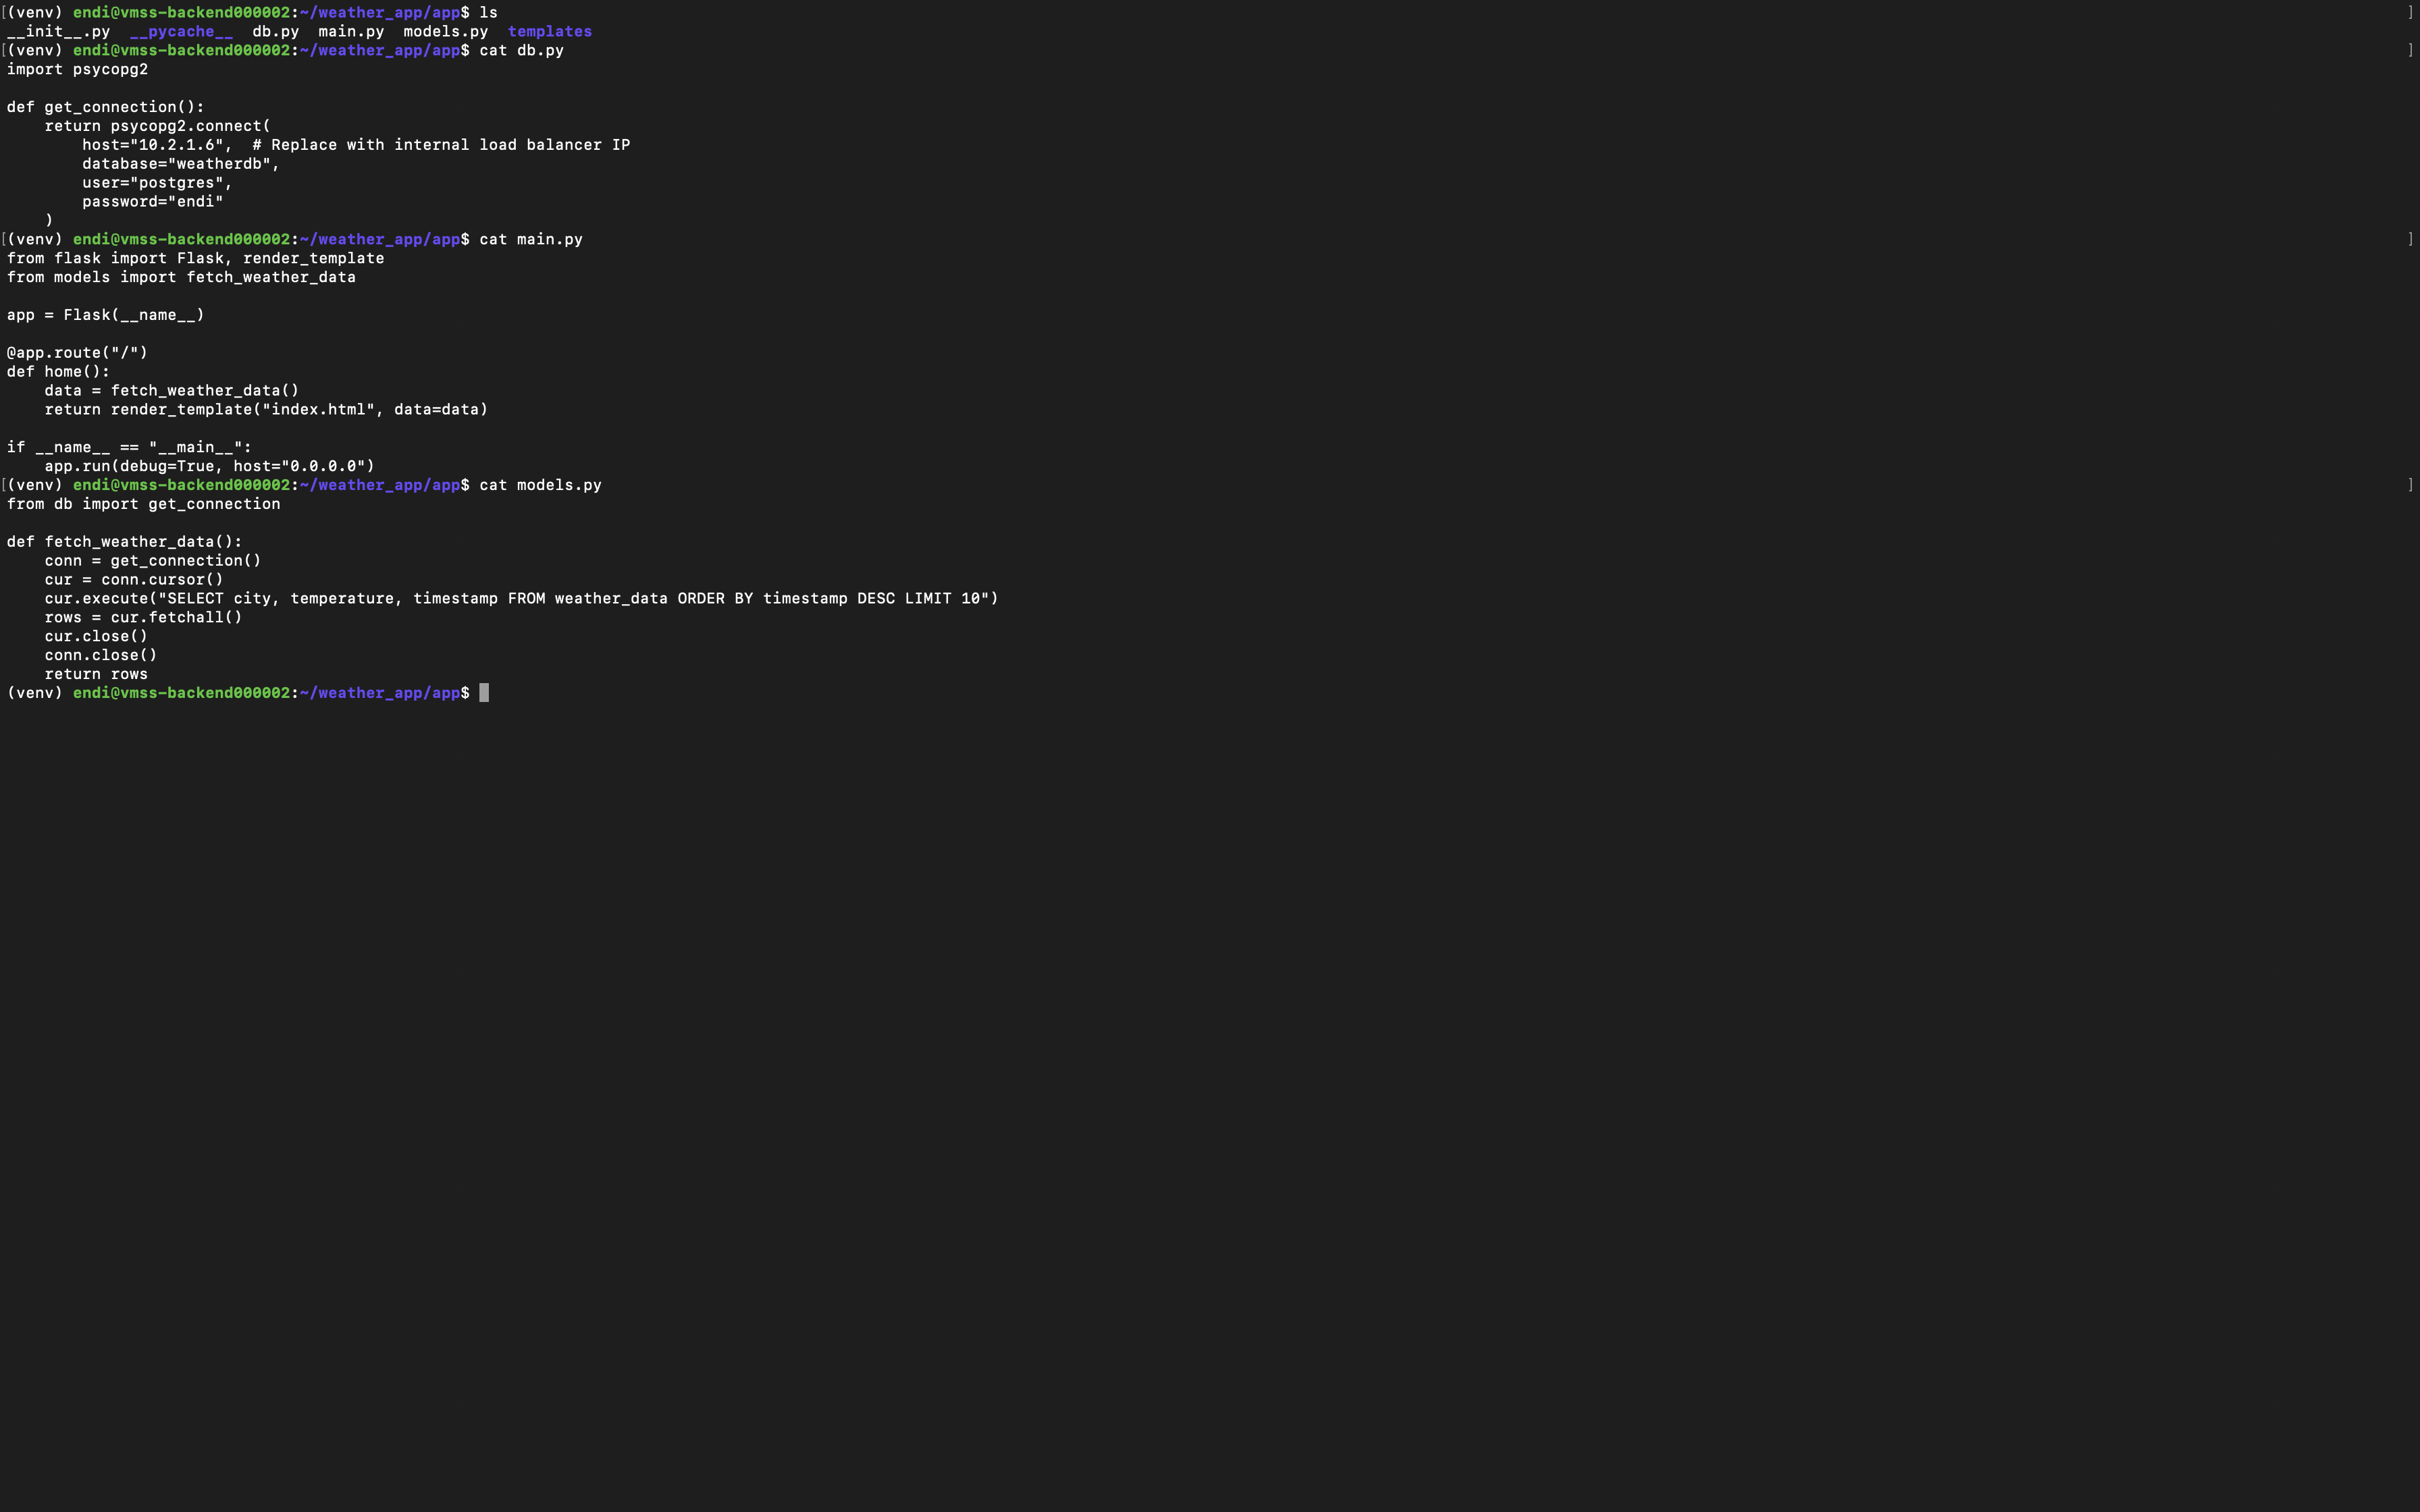 [(venv) endi@vmss-backend000002:~/weather_app/app$ ls ]
__init__.py  __pycache__  db.py  main.py  models.py  templates
[(venv) endi@vmss-backend000002:~/weather_app/app$ cat db.py ]
import psycopg2

def get_connection():
    return psycopg2.connect(
        host="10.2.1.6",  # Replace with internal load balancer IP
        database="weatherdb",
        user="postgres",
        password="endi"
    )
[(venv) endi@vmss-backend000002:~/weather_app/app$ cat main.py ]
from flask import Flask, render_template
from models import fetch_weather_data

app = Flask(__name__)

@app.route("/")
def home():
    data = fetch_weather_data()
    return render_template("index.html", data=data)

if __name__ == "__main__":
    app.run(debug=True, host="0.0.0.0")
[(venv) endi@vmss-backend000002:~/weather_app/app$ cat models.py ]
from db import get_connection

def fetch_weather_data():
    conn = get_connection()
    cur = conn.cursor()
    cur.execute("SELECT city, temperature, timestamp FROM weather_data ORDER BY timestamp DESC LIMIT 10")
    rows = cur.fetchall()
    cur.close()
    conn.close()
    return rows
(venv) endi@vmss-backend000002:~/weather_app/app$